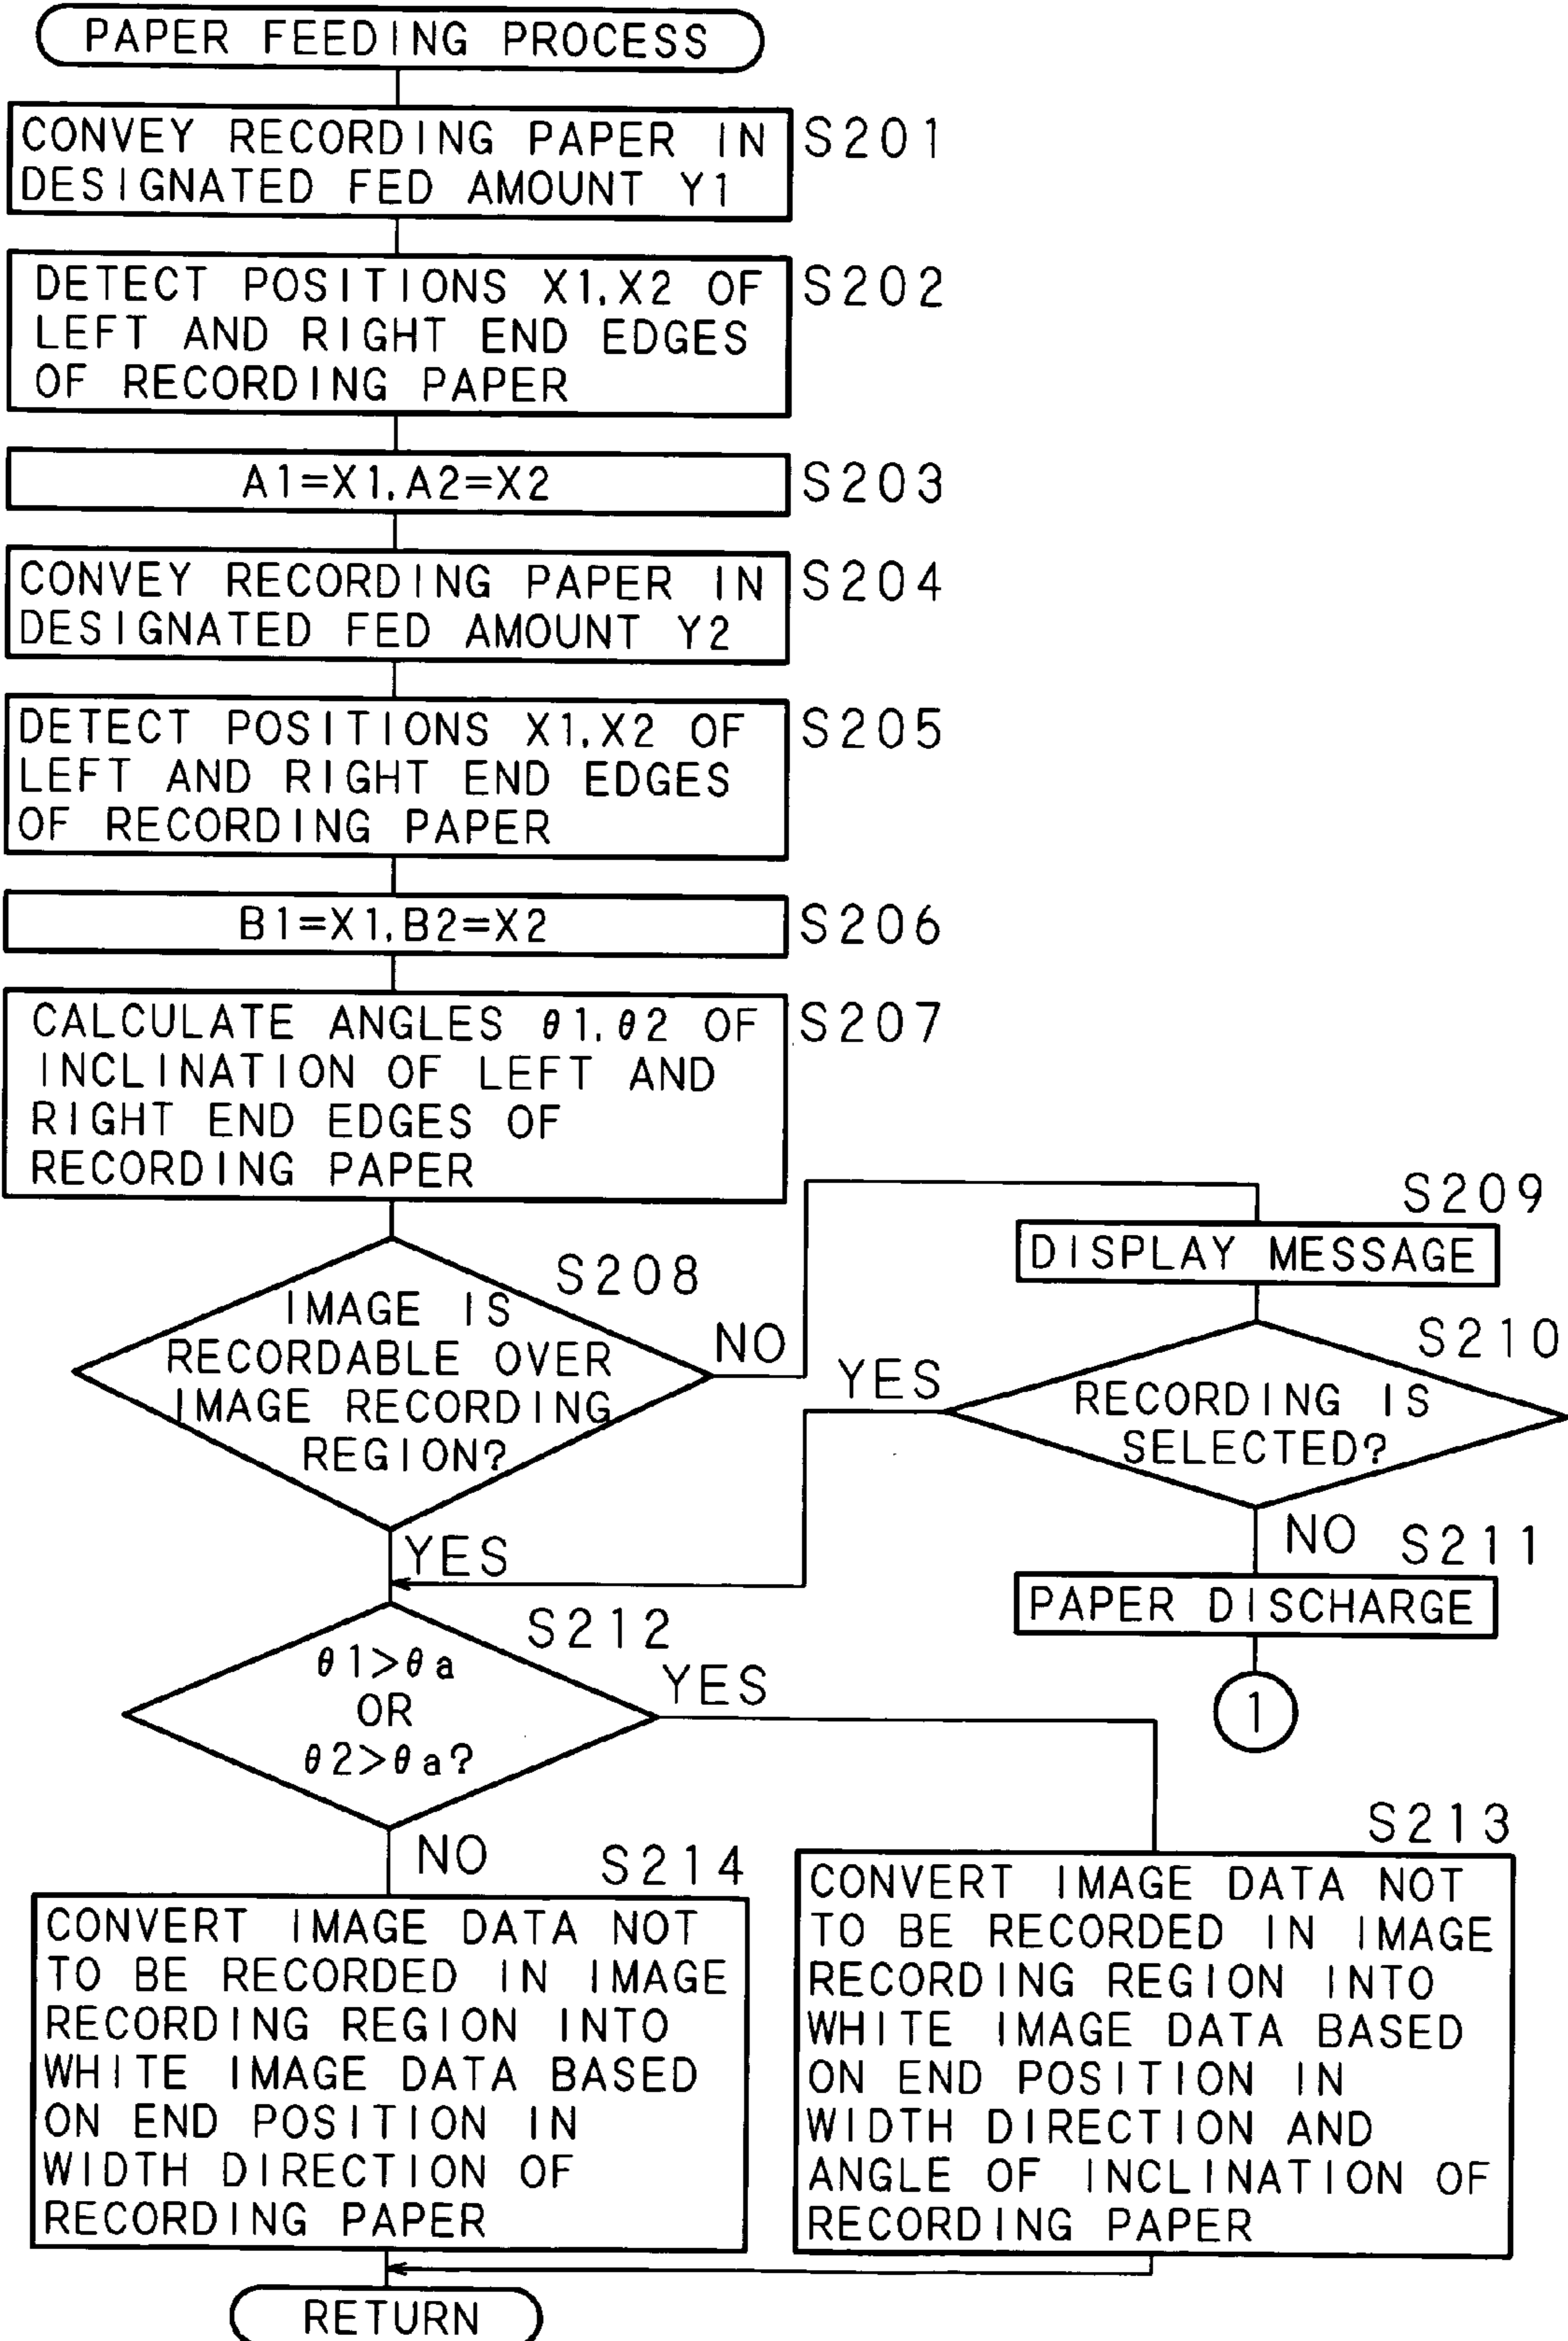 PAPER FEEDING PROCESS
CONVEY RECORDING PAPER IN
DESIGNATED FED AMOUNT Y1
S201
DETECT POSITIONS X1,X2 OF
LEFT AND RIGHT END EDGES
OF RECORDING PAPER
S202
A1=X1,A2=X2
S203
CONVEY RECORDING PAPER IN
DESIGNATED FED AMOUNT Y2
S204
DETECT POSITIONS X1,X2 OF
LEFT AND RIGHT END EDGES
OF RECORDING PAPER
S205
B1=X1,B2=X2
S206
CALCULATE ANGLES θ1,θ2 OF
INCLINATION OF LEFT AND
RIGHT END EDGES OF
RECORDING PAPER
S207
S208
IMAGE IS
RECORDABLE OVER
IMAGE RECORDING
REGION?
NO
YES
S209
DISPLAY MESSAGE
S210
RECORDING IS
SELECTED?
YES
NO
S211
PAPER DISCHARGE
1
S212
θ1>θa
OR
θ2>θa?
YES
NO
S213
CONVERT IMAGE DATA NOT
TO BE RECORDED IN IMAGE
RECORDING REGION INTO
WHITE IMAGE DATA BASED
ON END POSITION IN
WIDTH DIRECTION AND
ANGLE OF INCLINATION OF
RECORDING PAPER
S214
CONVERT IMAGE DATA NOT
TO BE RECORDED IN IMAGE
RECORDING REGION INTO
WHITE IMAGE DATA BASED
ON END POSITION IN
WIDTH DIRECTION OF
RECORDING PAPER
RETURN